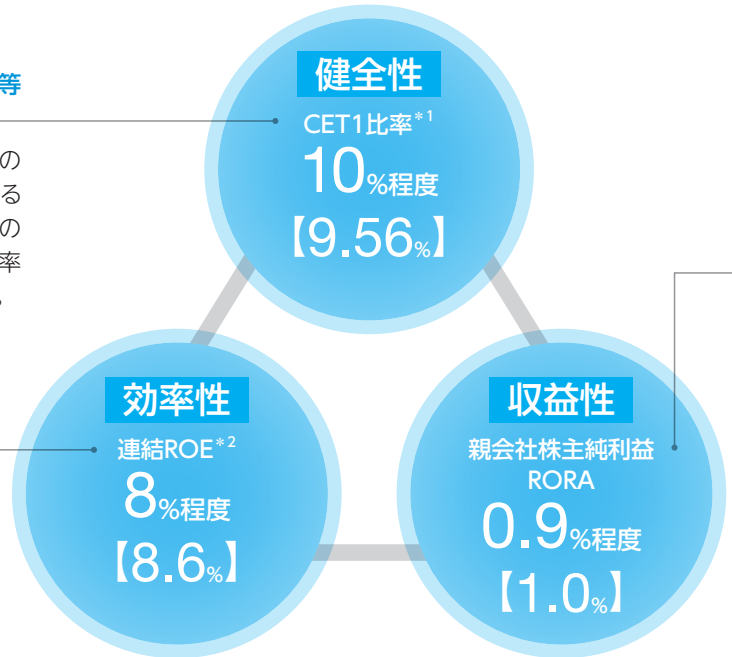 等
の
る
の
率
。
健全性
CET1比率*1
10%程度
【9.56%】
効率性
連結ROE*2
8%程度
【8.6%】
収益性
親会社株主純利益
RORA
0.9%程度
【1.0%】